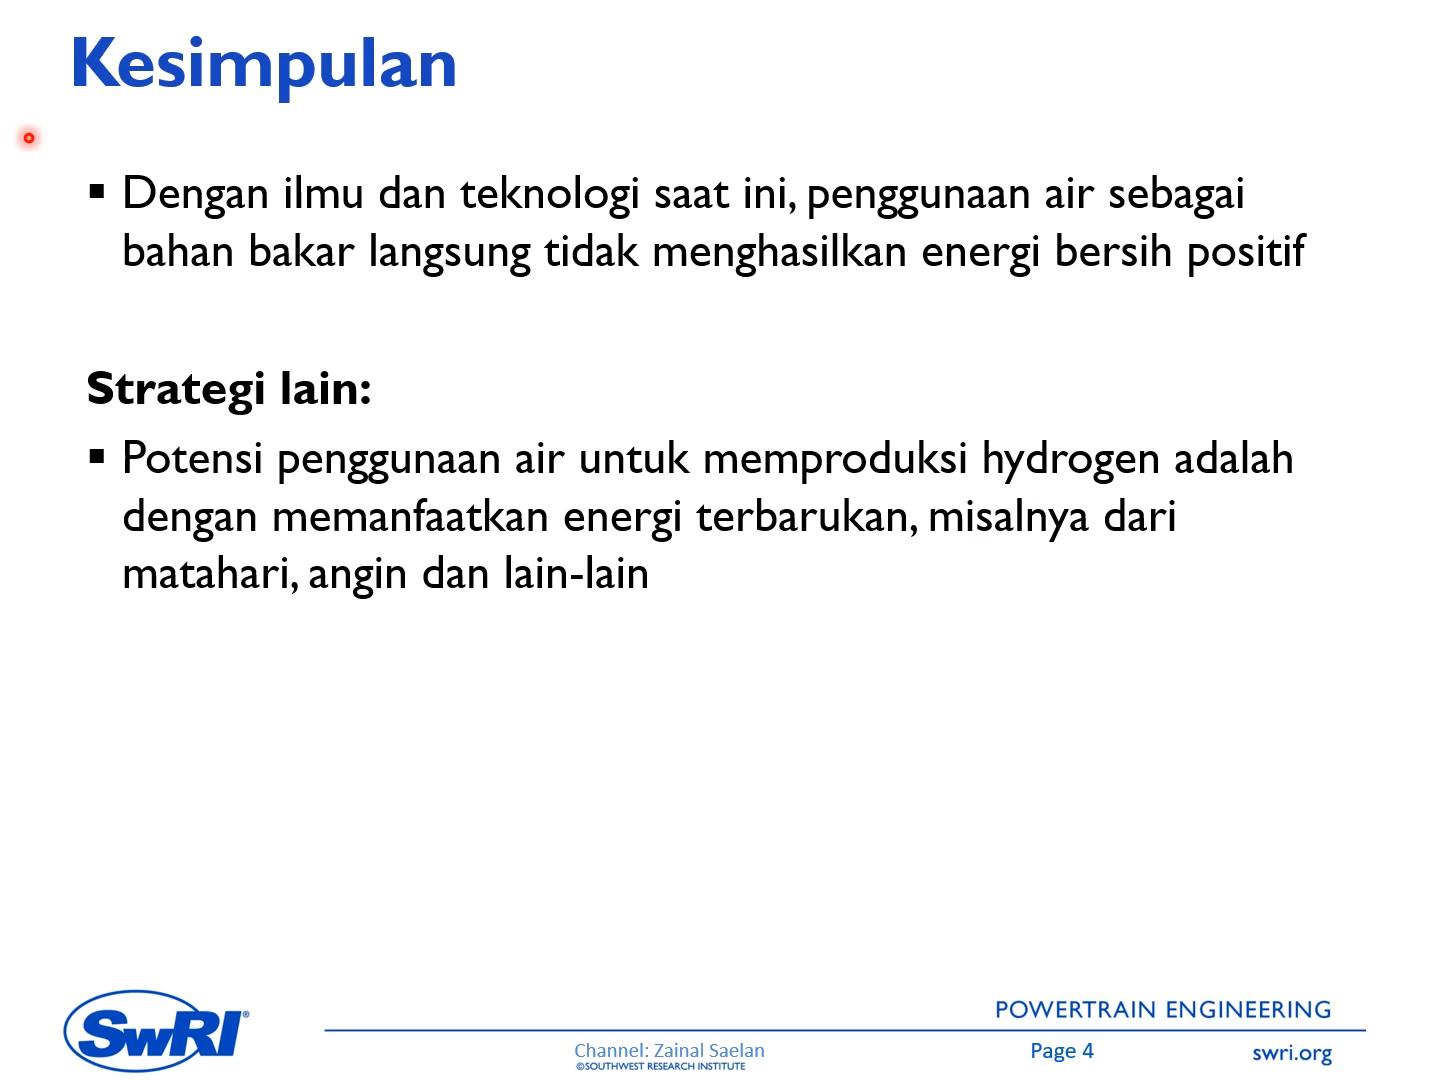 Kesimpulan
▪ Dengan ilmu dan teknologi saat ini, penggunaan air sebagai
bahan bakar langsung tidak menghasilkan energi bersih positif
Strategi lain:
▪ Potensi penggunaan air untuk memproduksi hydrogen adalah
dengan memanfaatkan energi terbarukan, misalnya dari
matahari, angin dan lain-lain
SwRI®
POWERTRAIN ENGINEERING
Channel: Zainal Saelan
©SOUTHWEST RESEARCH INSTITUTE
Page 4
swri.org